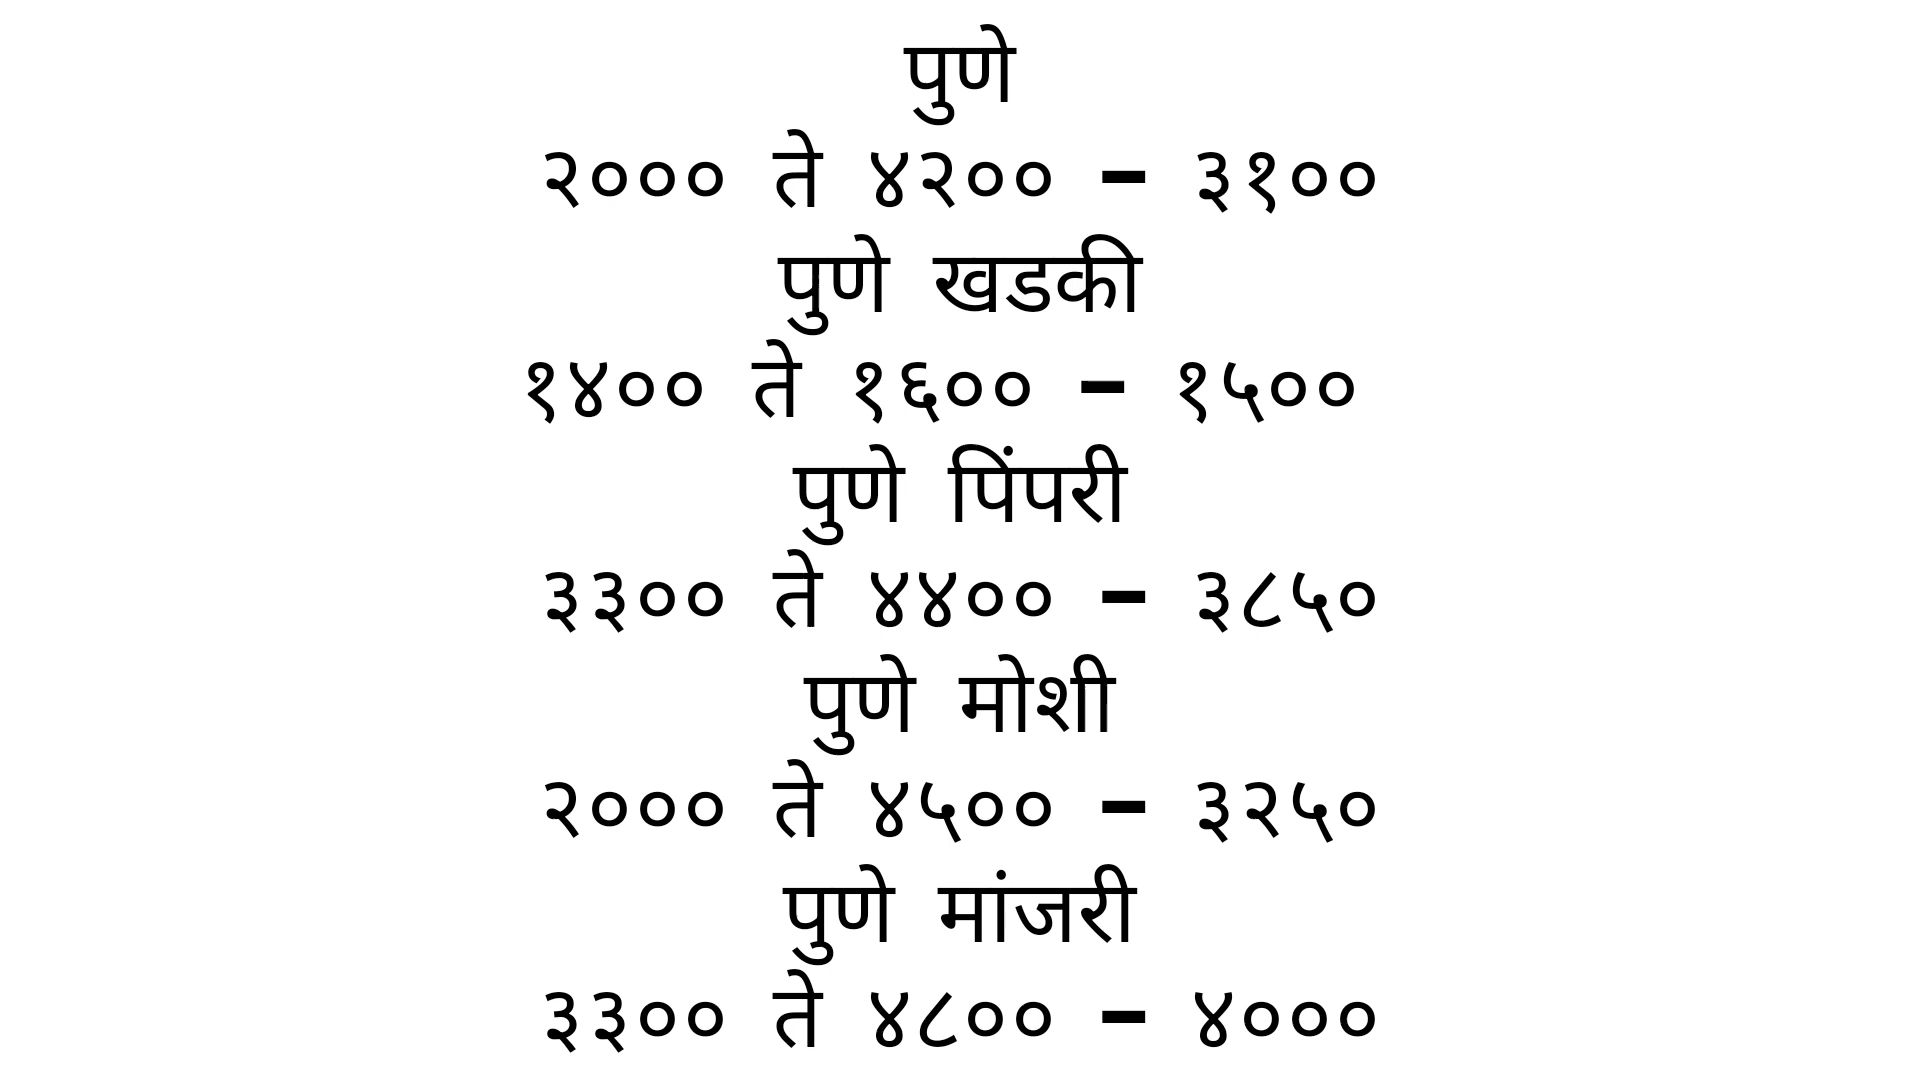 पुणे
२००० ते ४२०० – ३१००
पुणे खडकी
१४०० ते १६०० – १५००
पुणे पिंपरी
३३०० ते ४४०० – ३८५०
पुणे मोशी
२००० ते ४५०० – ३२५०
पुणे मांजरी
३३०० ते ४८०० – ४०००